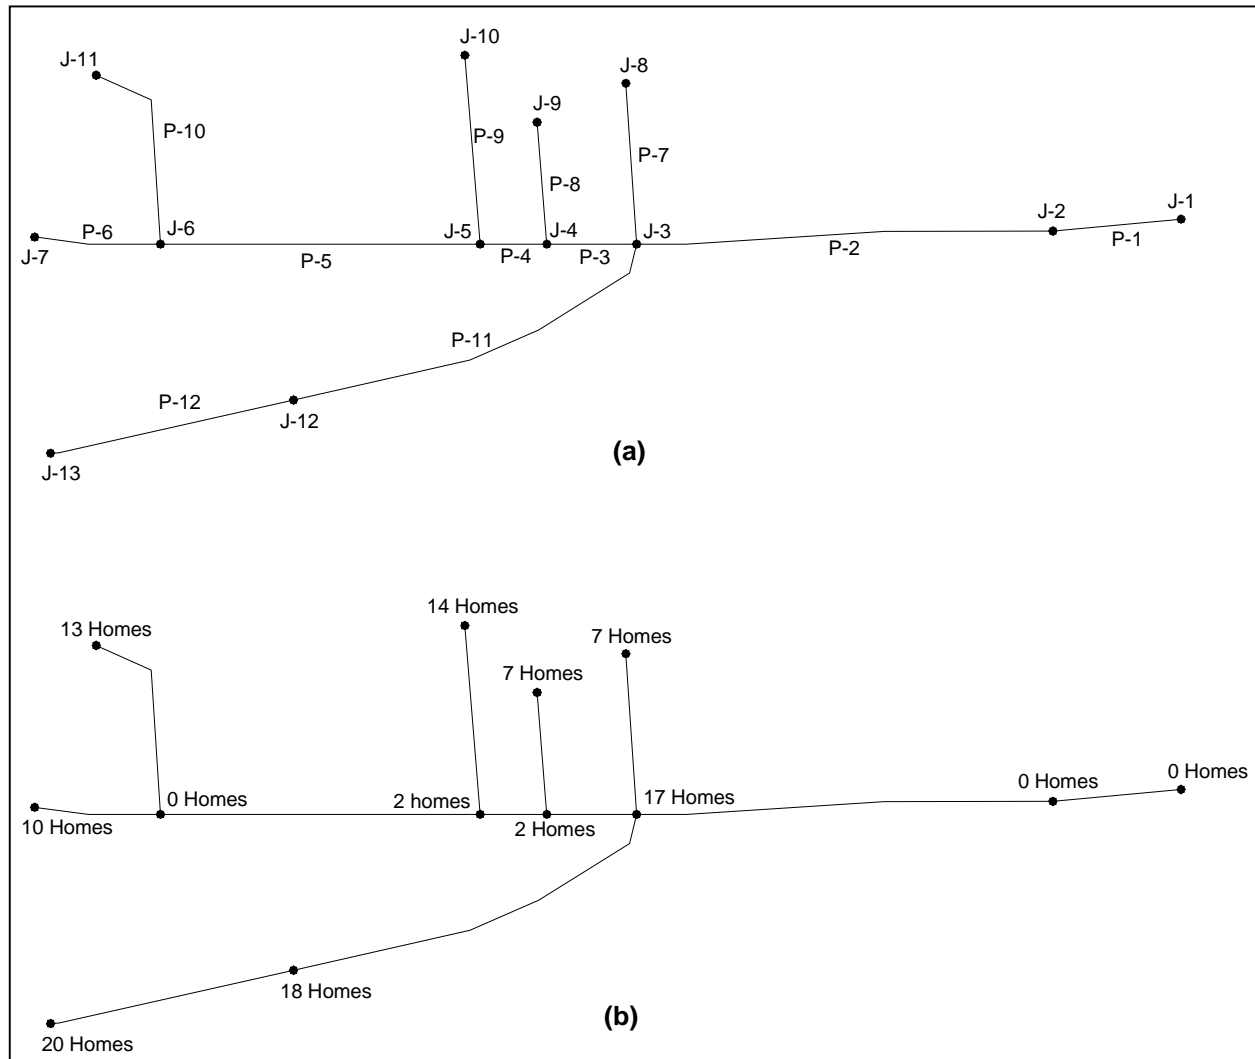 J-10
J-11
J-8
J-9
P-10
P-9
P-7
P-8
J-1
J-2
P-6
J-6
J-5
J-4
J-3
P-1
J-7
P-5
P-4
P-3
P-2
P-11
P-12
J-12
(a)
J-13
14 Homes
13 Homes
7 Homes
7 Homes
0 Homes
0 Homes
0 Homes
2 homes
17 Homes
10 Homes
2 Homes
18 Homes
(b)
20 Homes